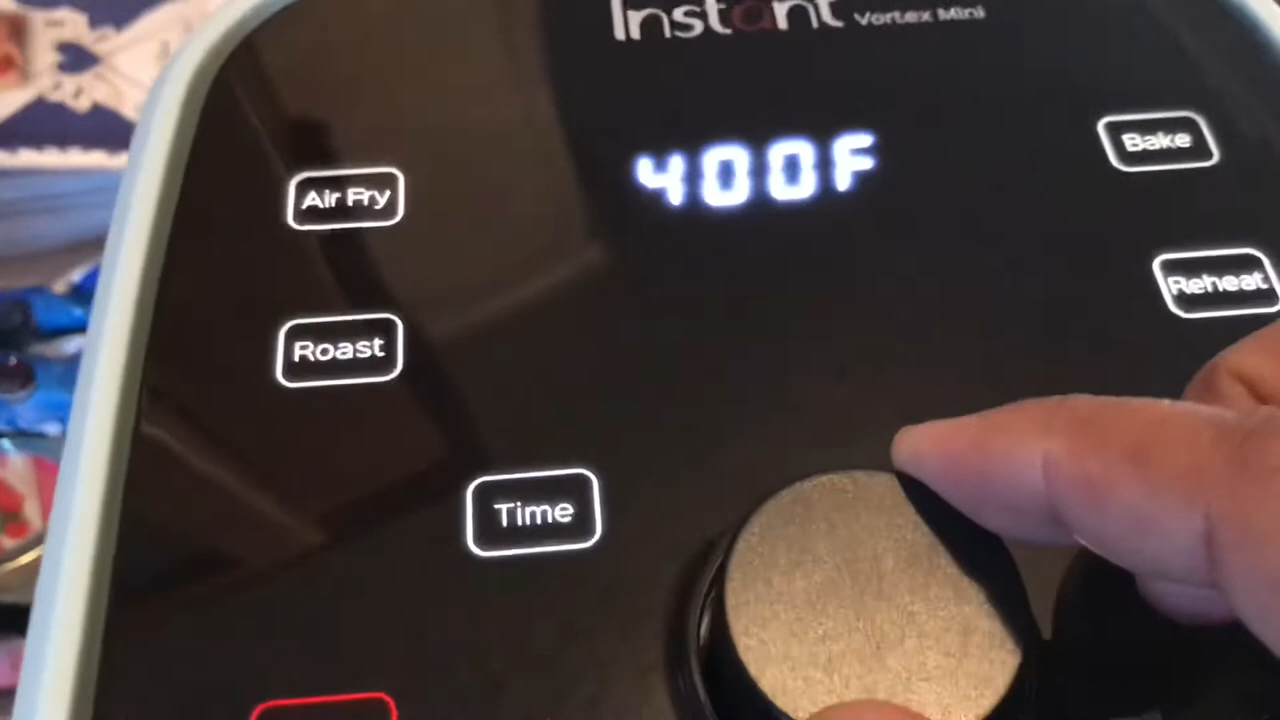 Instant Vortex Mini
400F
Bake
Air Fry
Reheat
Roast
Time